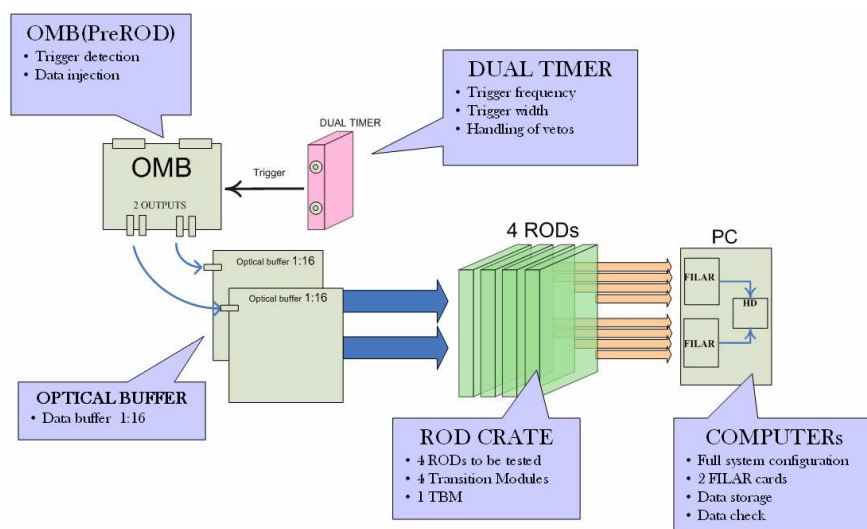 OMB(PreROD)
• Trigger detection
• Data injection
DUAL TIMER
• Trigger frequency
• Trigger width
• Handling of vetos
DUAL TIMER
OMB
Trigger
2 OUTPUTS
4 RODs
PC
Optical buffer 1:16
Optical buffer 1:16
FILAR
HD
FILAR
OPTICAL BUFFER
• Data buffer 1:16
ROD CRATE
• 4 RODs to be tested
• 4 Transition Modules
• 1 TBM
COMPUTERs
• Full system configuration
• 2 FILAR cards
• Data storage
• Data check